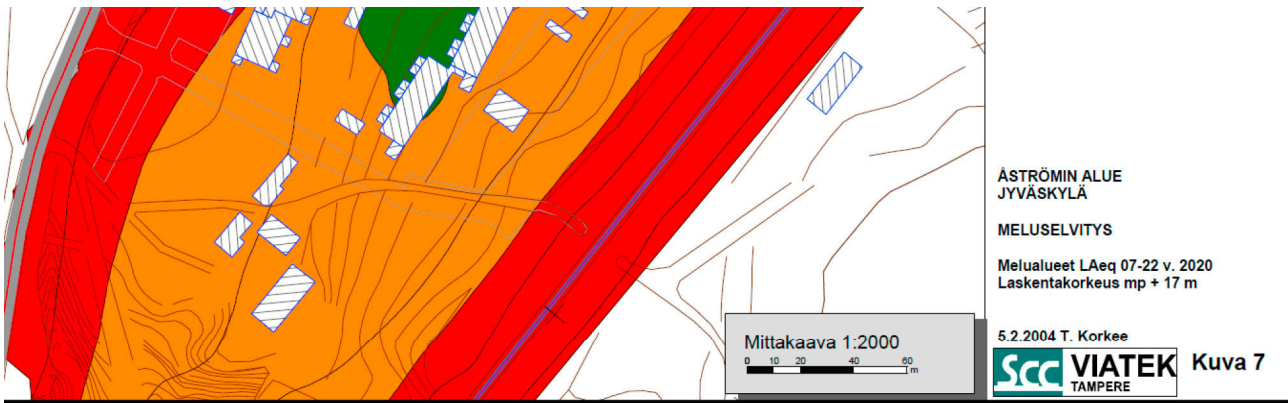 ÅSTRÖMIN ALUE
JYVÄSKYLÄ
MELUSELVITYS
Melualueet LAeq 07-22 v. 2020
Laskentakorkeus mp + 17 m
5.2.2004 T. Korkee
Scc VIATEK
TAMPERE
Kuva 7
Mittakaava 1:2000
0 10 20 40 60
m